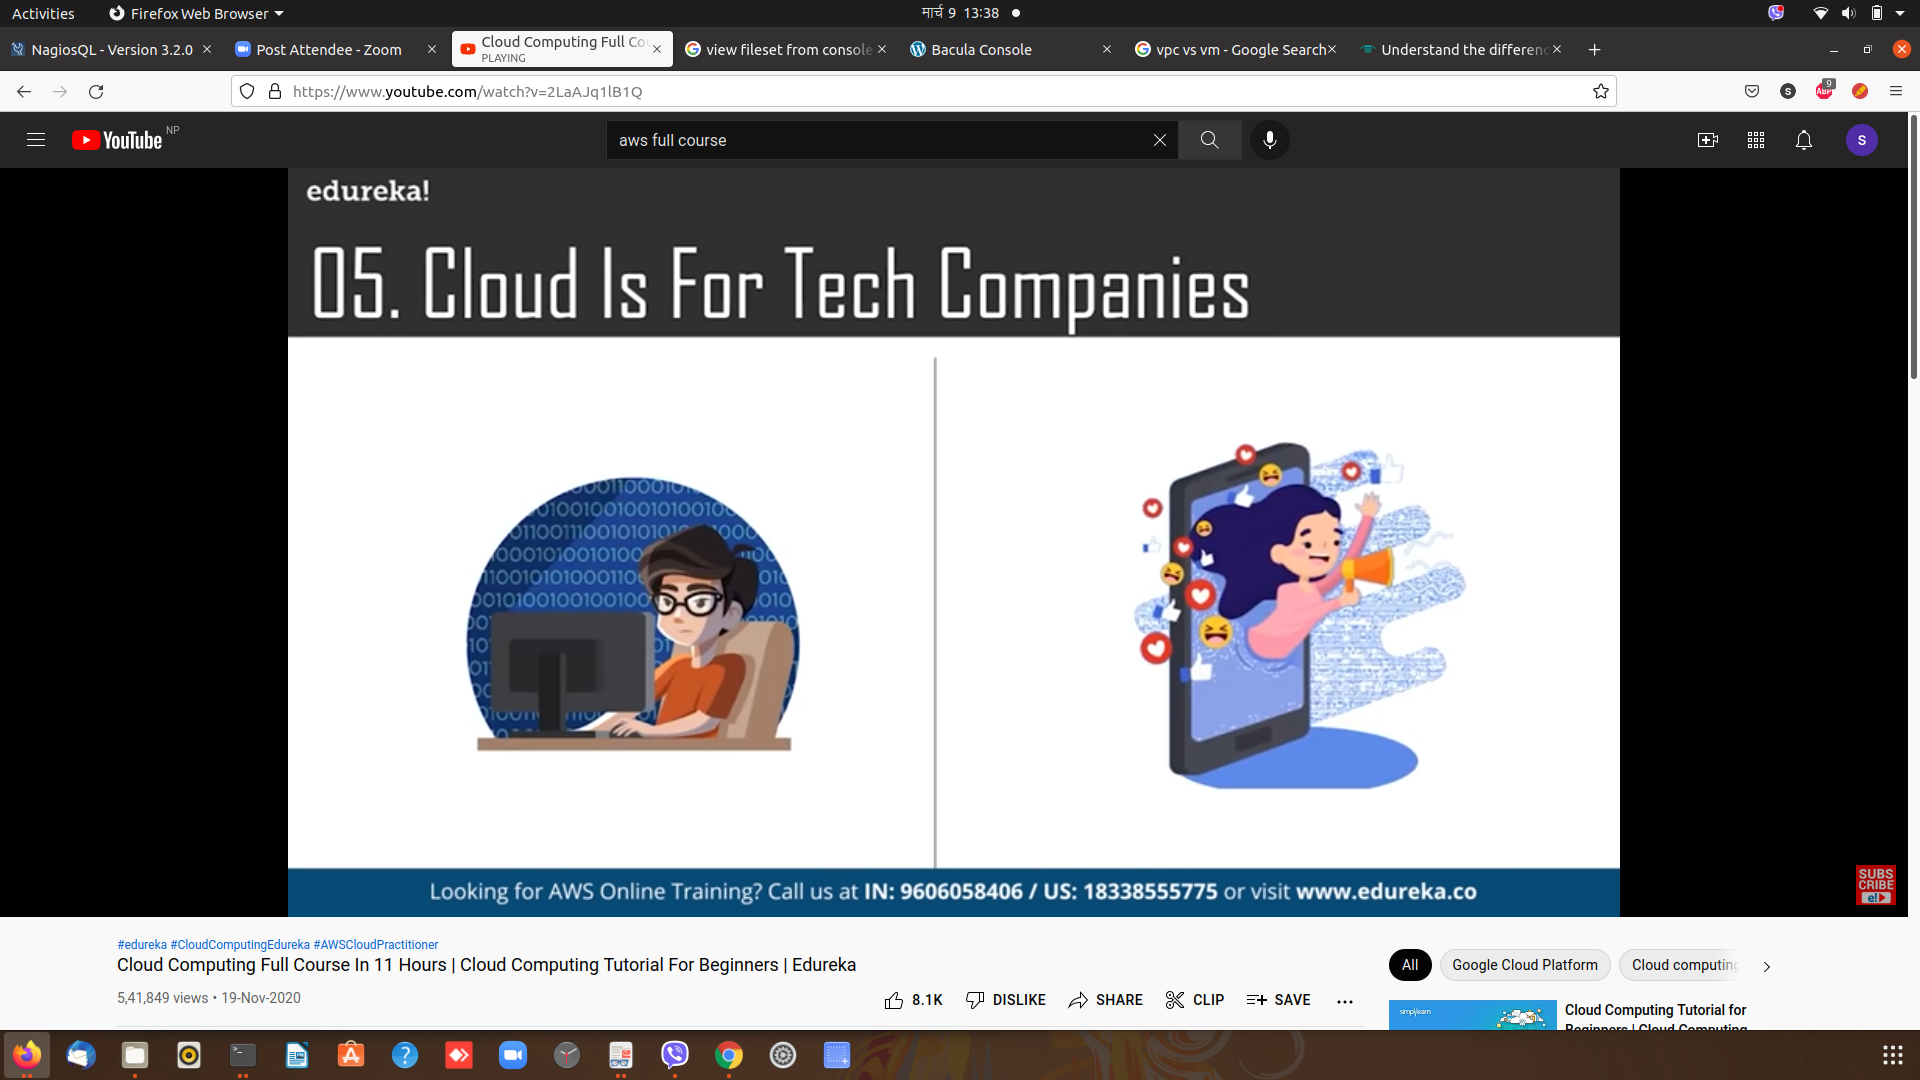 Activities
Firefox Web Browser
मार्च 9 13:38
NagiosQL - Version 3.2.0
Post Attendee - Zoom
Cloud Computing Full Co
PLAYING
view fileset from console
Bacula Console
vpc vs vm - Google Search
Understand the differenc
https://www.youtube.com/watch?v=2LaAJq1lB1Q
S
ABP
9
YouTube NP
aws full course
S
edureka!
05. Cloud Is For Tech Companies
Looking for AWS Online Training? Call us at IN: 9606058406 / US: 18338555775 or visit www.edureka.co
SUBS
CRIBE
e!
#edureka #CloudComputingEdureka #AWSCloudPractitioner
Cloud Computing Full Course In 11 Hours | Cloud Computing Tutorial For Beginners | Edureka
5,41,849 views • 19-Nov-2020
8.1K
DISLIKE
SHARE
CLIP
SAVE
All
Google Cloud Platform
Cloud computing
simplilearn
Cloud Computing Tutorial for
Beginners | Cloud Computing